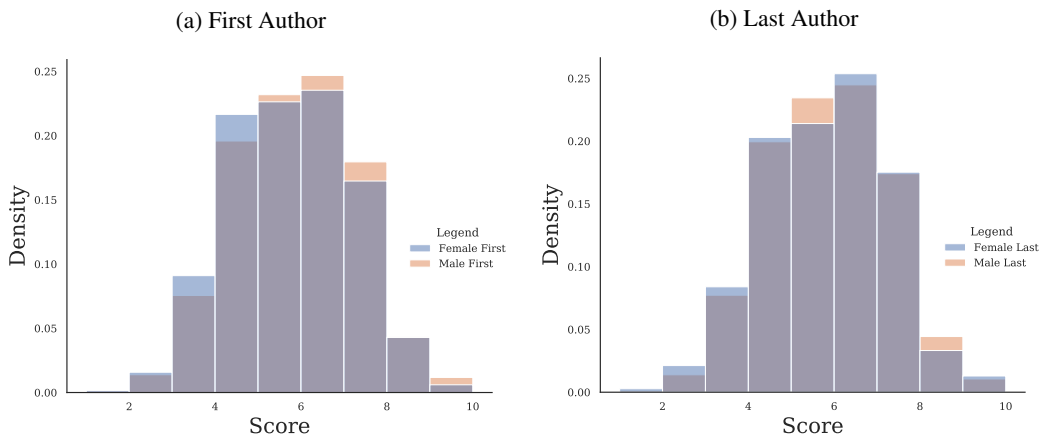 (a) First Author
0.25
0.20
0.15
0.10
0.05
0.00
Density
2 4 6 8 10
Score
Legend
Female First
Male First
(b) Last Author
0.25
0.20
0.15
0.10
0.05
0.00
Density
2 4 6 8 10
Score
Legend
Female Last
Male Last